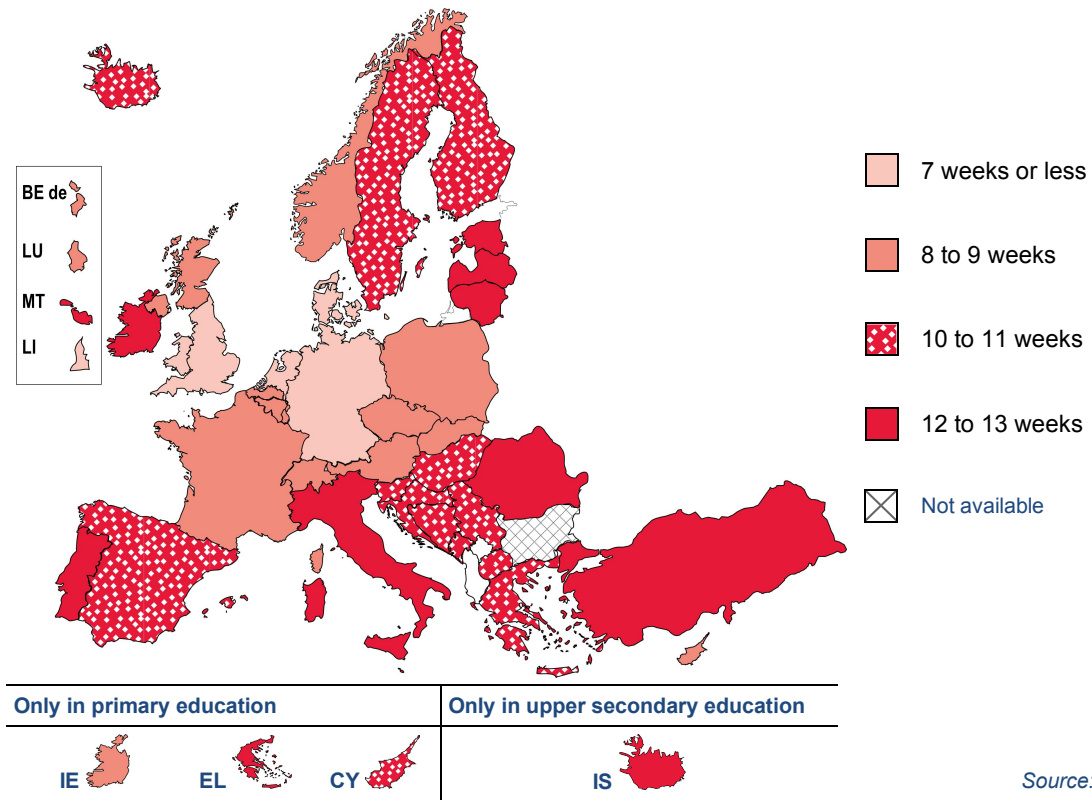 BE de
LU
MT
LI
7 weeks or less
8 to 9 weeks
10 to 11 weeks
12 to 13 weeks
Not available
Only in primary education
Only in upper secondary education
IE
EL
CY
IS
Source: